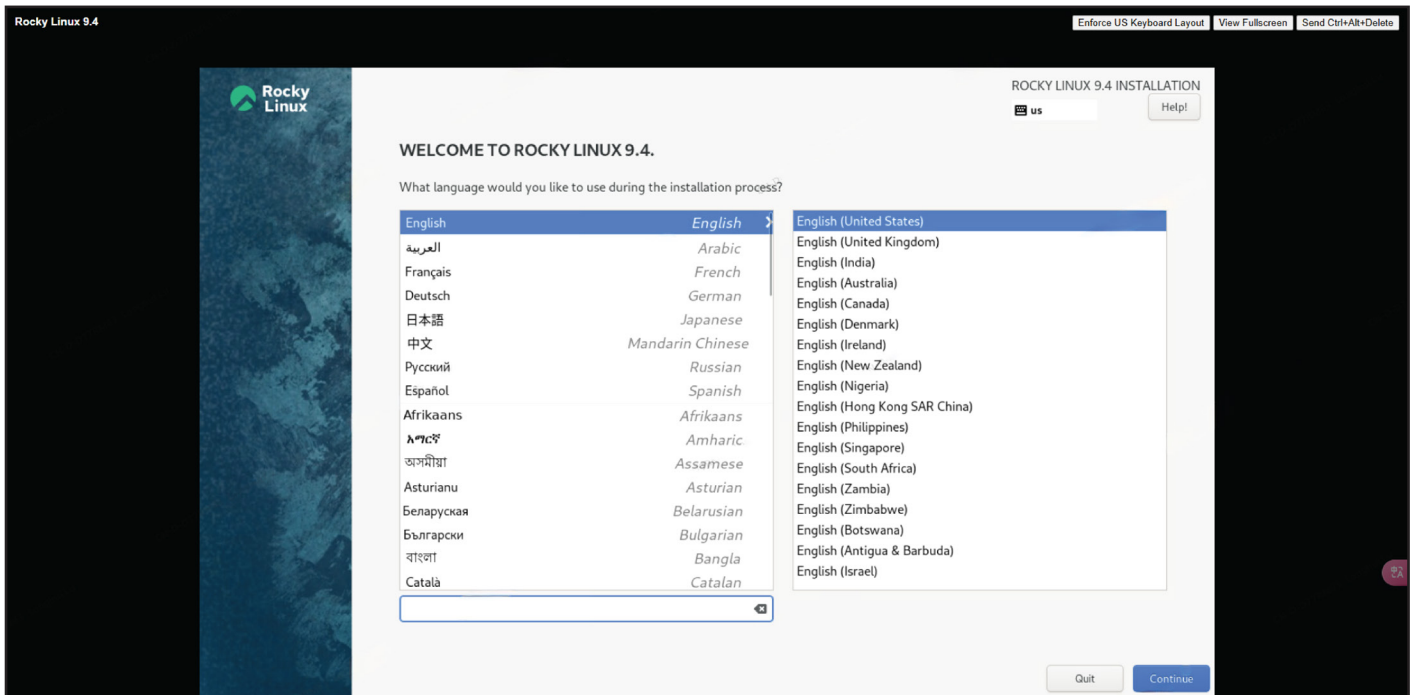 Rocky Linux 9.4
Enforce US Keyboard Layout View Fullscreen Send Ctrl+Alt+Delete
Rocky
Linux
ROCKY LINUX 9.4 INSTALLATION
us
Help!
WELCOME TO ROCKY LINUX 9.4.
What language would you like to use during the installation process?
English English
العربية Arabic
Français French
Deutsch German
日本語 Japanese
中文 Mandarin Chinese
Русский Russian
Español Spanish
Afrikaans Afrikaans
አማርኛ Amharic
অসমীয়া Assamese
Asturianu Asturian
Беларуская Belarusian
Български Bulgarian
বাংলা Bangla
Català Catalan
English (United States)
English (United Kingdom)
English (India)
English (Australia)
English (Canada)
English (Denmark)
English (Ireland)
English (New Zealand)
English (Nigeria)
English (Hong Kong SAR China)
English (Philippines)
English (Singapore)
English (South Africa)
English (Zambia)
English (Zimbabwe)
English (Botswana)
English (Antigua & Barbuda)
English (Israel)
Quit Continue